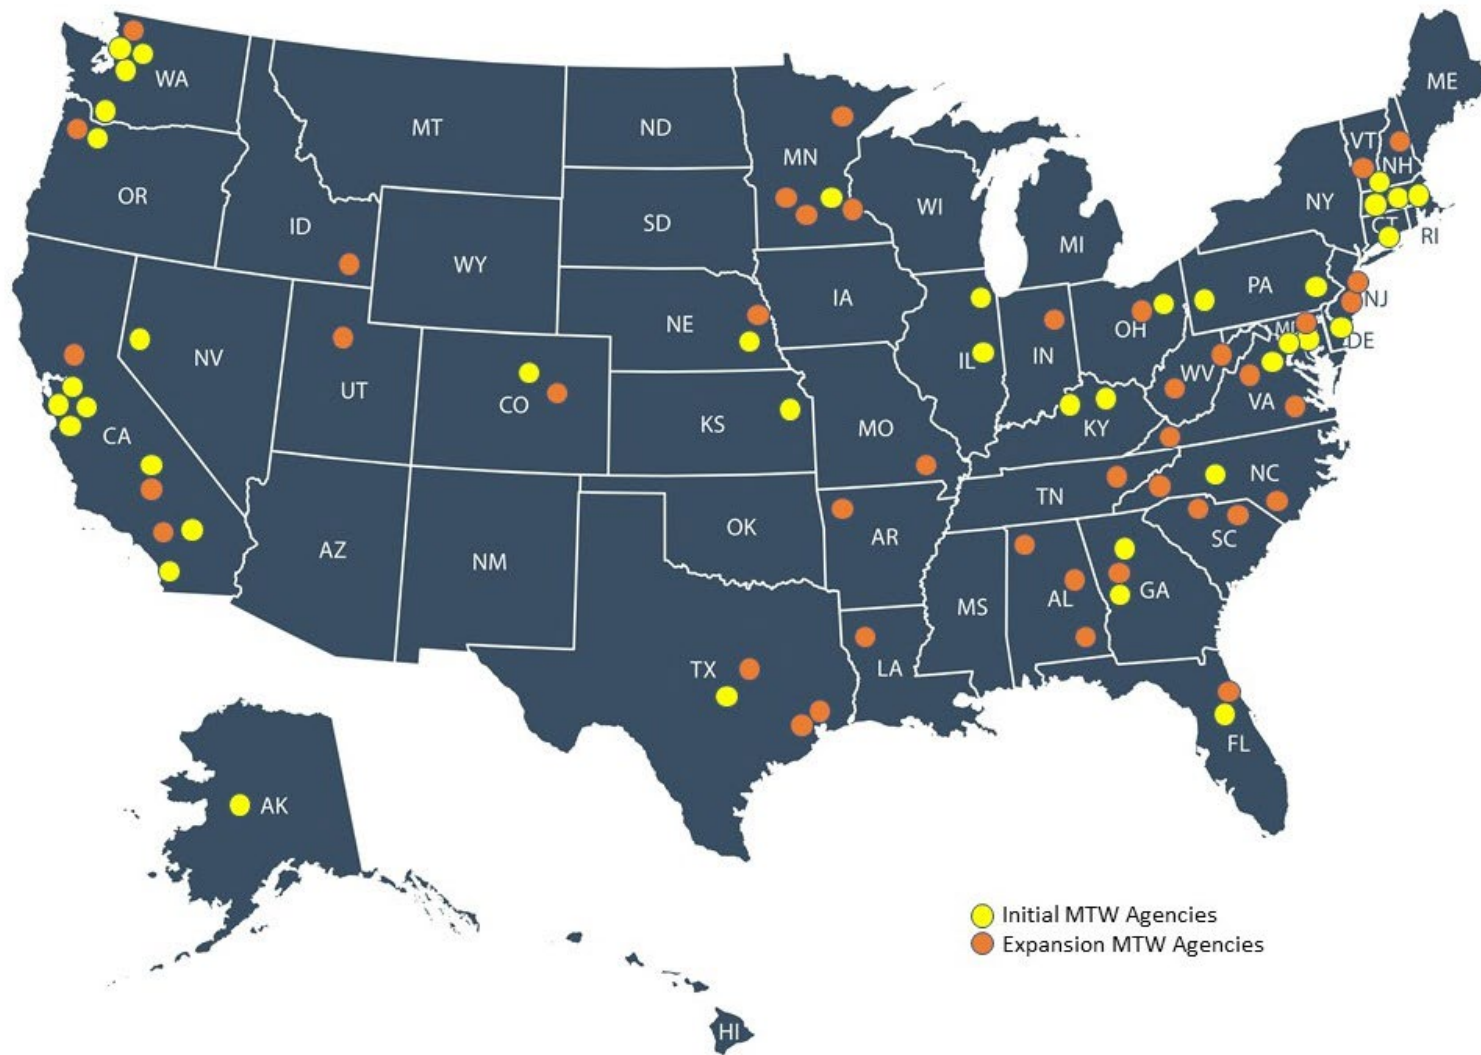 WA
ME
MT
ND
VT
MN
NH
OR
ID
SD
WI
NY
MI
CT
RI
WY
IA
PA
NE
NJ
OH
NV
IL
IN
DE
UT
CO
WV
CA
KS
MO
KY
VA
TN
NC
AZ
NM
OK
AR
SC
MS
AL
GA
TX
LA
FL
AK
Initial MTW Agencies
Expansion MTW Agencies
HI